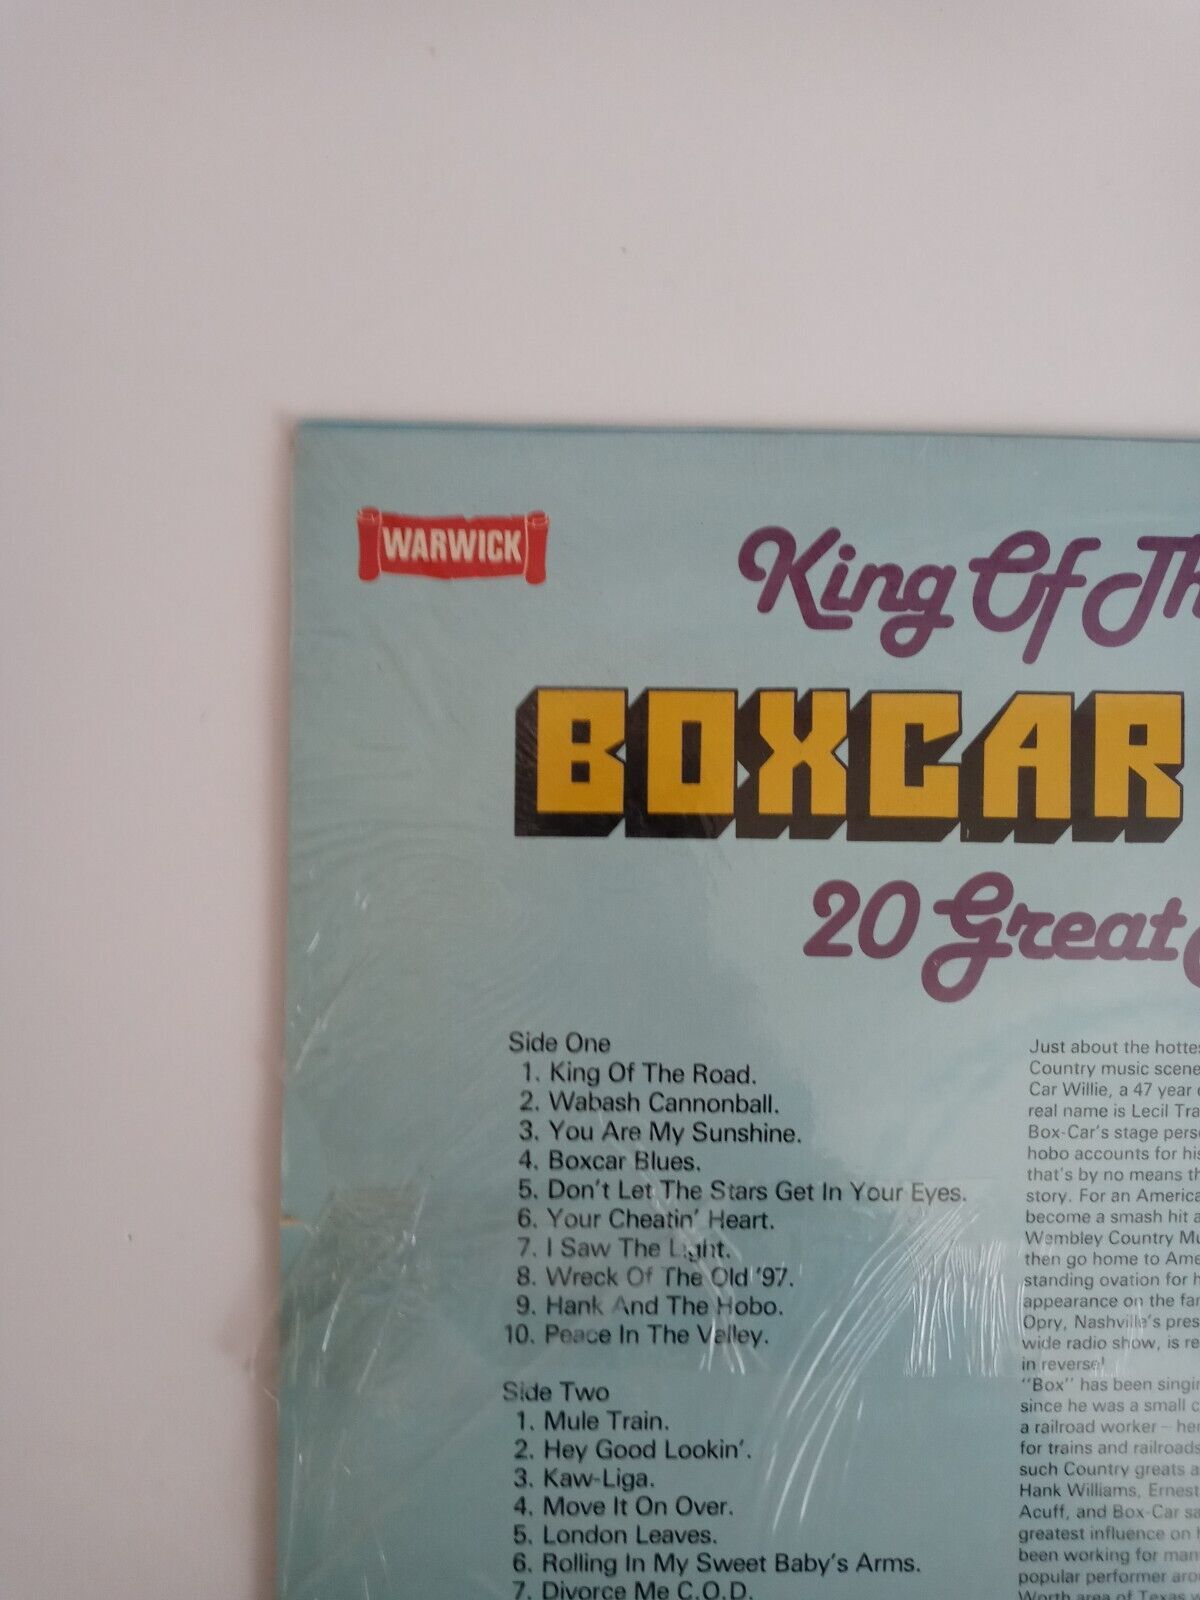 WARWICK
King Of Th
BOXCAR
20 Great
Side One
1. King Of The Road.
2. Wabash Cannonball.
3. You Are My Sunshine.
4. Boxcar Blues.
5. Don't Let The Stars Get In Your Eyes.
6. Your Cheatin' Heart.
7. I Saw The Light.
8. Wreck Of The Old '97.
9. Hank And The Hobo.
10. Peace In The Valley.
Side Two
1. Mule Train.
2. Hey Good Lookin'.
3. Kaw-Liga.
4. Move It On Over.
5. London Leaves.
6. Rolling In My Sweet Baby's Arms.
7. Divorce Me C.O.D.
Just about the hottes
Country music scene
Car Willie, a 47 year
real name is Lecil Tra
Box-Car's stage perso
hobo accounts for his
that's by no means th
story. For an America
become a smash hit a
Wembley Country Mu
then go home to Ame
standing ovation for h
appearance on the fa
Opry, Nashville's pres
wide radio show, is re
in reverse!
"Box" has been singin
since he was a small c
a railroad worker – he
for trains and railroads
such Country greats a
Hank Williams, Ernest
Acuff, and Box-Car sa
greatest influence on h
been working for man
popular performer arou
Worth area of Texas